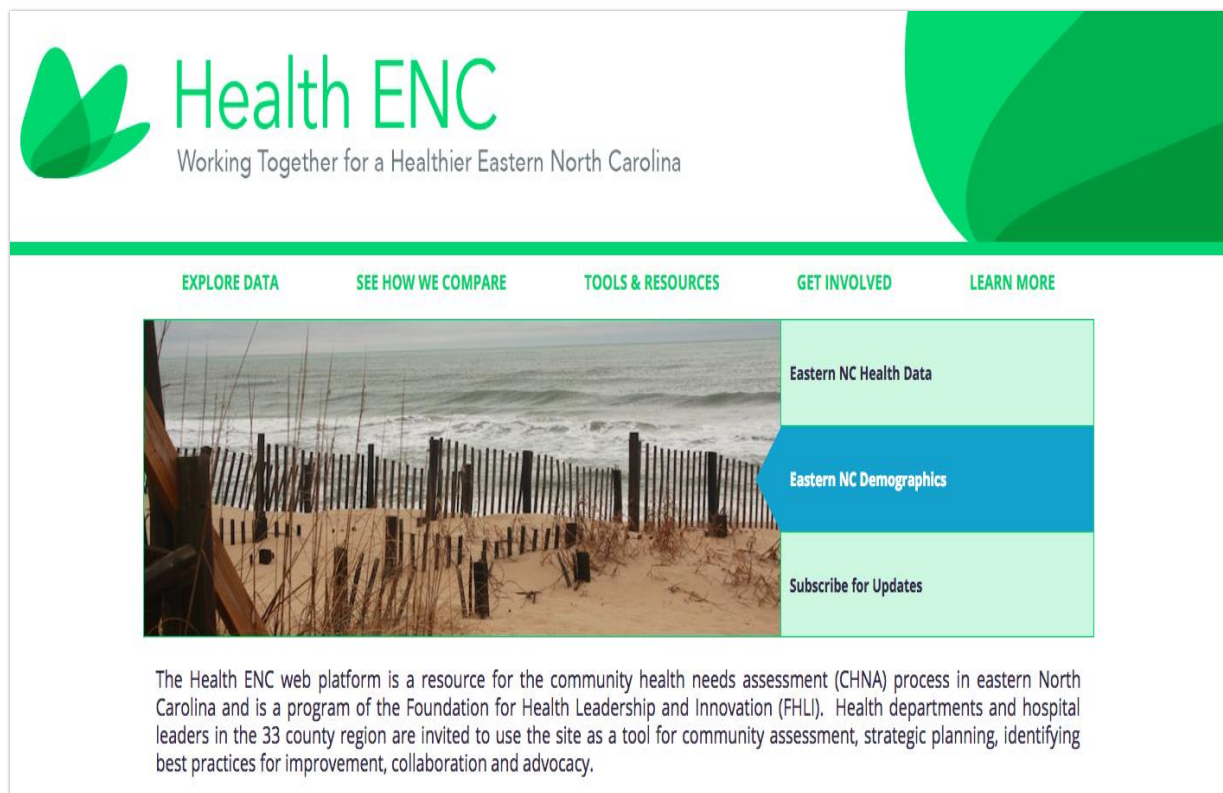 Health ENC
Working Together for a Healthier Eastern North Carolina
EXPLORE DATA SEE HOW WE COMPARE TOOLS & RESOURCES GET INVOLVED LEARN MORE
Eastern NC Health Data
Eastern NC Demographics
Subscribe for Updates
The Health ENC web platform is a resource for the community health needs assessment (CHNA) process in eastern North
Carolina and is a program of the Foundation for Health Leadership and Innovation (FHLI). Health departments and hospital
leaders in the 33 county region are invited to use the site as a tool for community assessment, strategic planning, identifying
best practices for improvement, collaboration and advocacy.